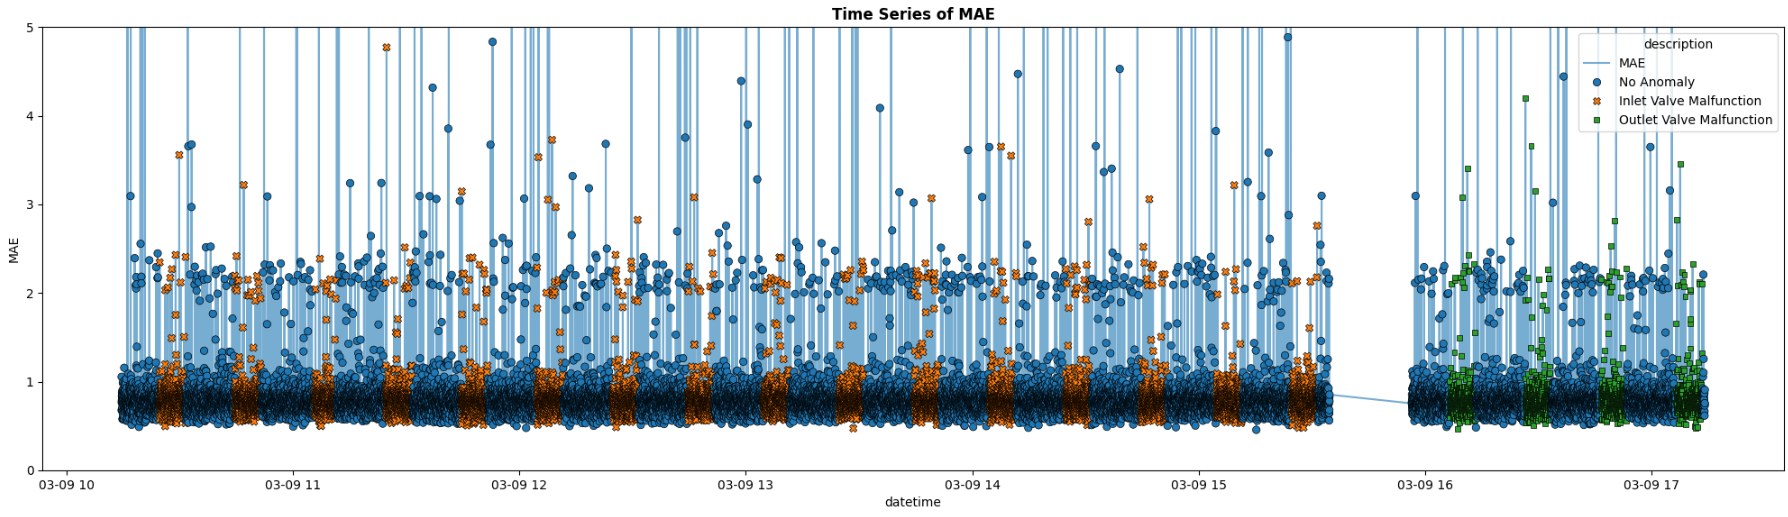 Time Series of MAE
5
4
3
2
1
0
MAE
description
MAE
No Anomaly
Inlet Valve Malfunction
Outlet Valve Malfunction
03-09 10
03-09 11
03-09 12
03-09 13
03-09 14
03-09 15
03-09 16
03-09 17
datetime